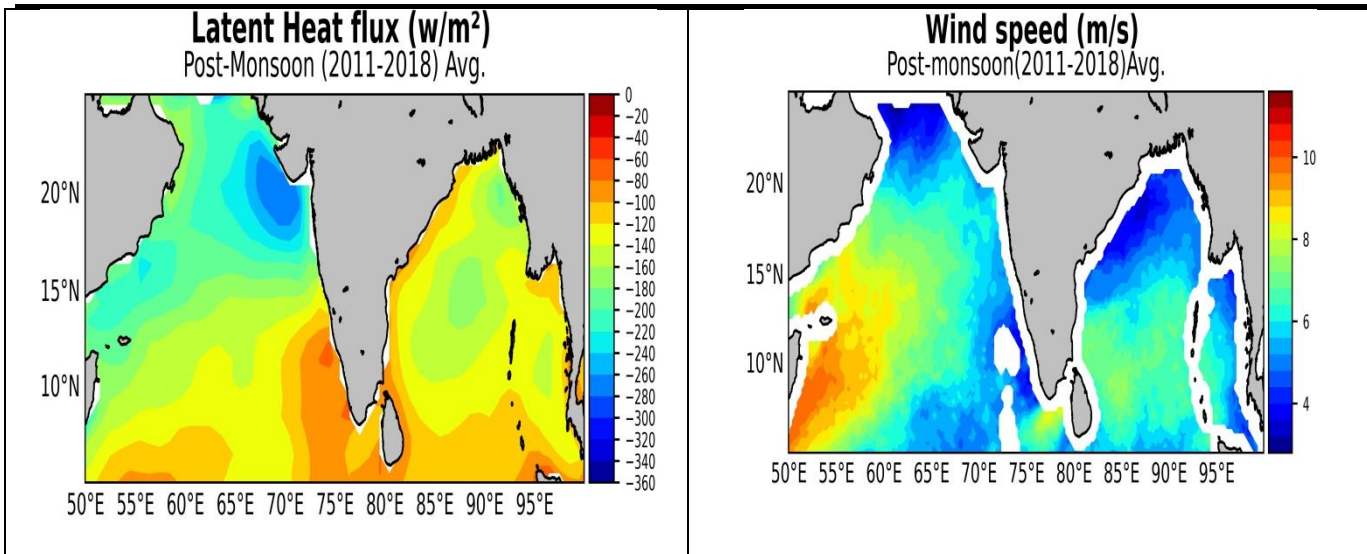 Latent Heat flux (w/m²)
Post-Monsoon (2011-2018) Avg.
0
−20
−40
−60
−80
−100
−120
−140
−160
−180
−200
−220
−240
−260
−280
−300
−320
−340
−360
20°N
15°N
10°N
50°E 55°E 60°E 65°E 70°E 75°E 80°E 85°E 90°E 95°E
Wind speed (m/s)
Post-monsoon(2011-2018)Avg.
10
8
6
4
20°N
15°N
10°N
50°E 55°E 60°E 65°E 70°E 75°E 80°E 85°E 90°E 95°E